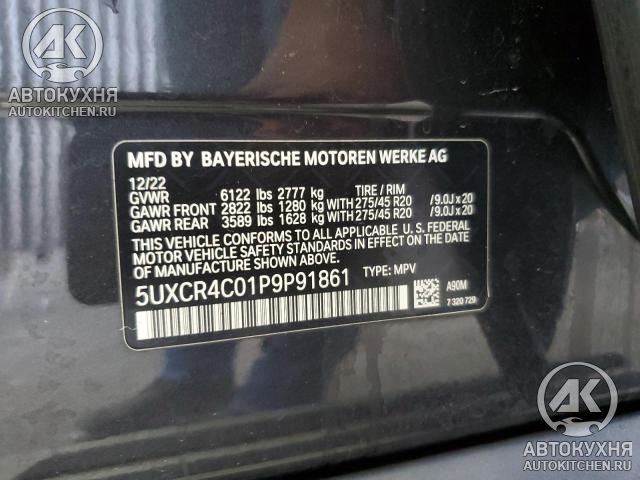 AK
АВТОКУХНЯ
AUTOKITCHEN.RU
MFD BY BAYERISCHE MOTOREN WERKE AG
12/22
GVWR 6122 lbs 2777 kg TIRE / RIM
GAWR FRONT 2822 lbs 1280 kg WITH 275/45 R20 /9.0J x 20
GAWR REAR 3589 lbs 1628 kg WITH 275/45 R20 /9.0J x 20
THIS VEHICLE CONFORMS TO ALL APPLICABLE U. S. FEDERAL
MOTOR VEHICLE SAFETY STANDARDS IN EFFECT ON THE DATE
OF MANUFACTURE SHOWN ABOVE.
5UXCR4C01P9P91861 TYPE: MPV
A90M
7 320 729
AK
АВТОКУХНЯ
AUTOKITCHEN.RU